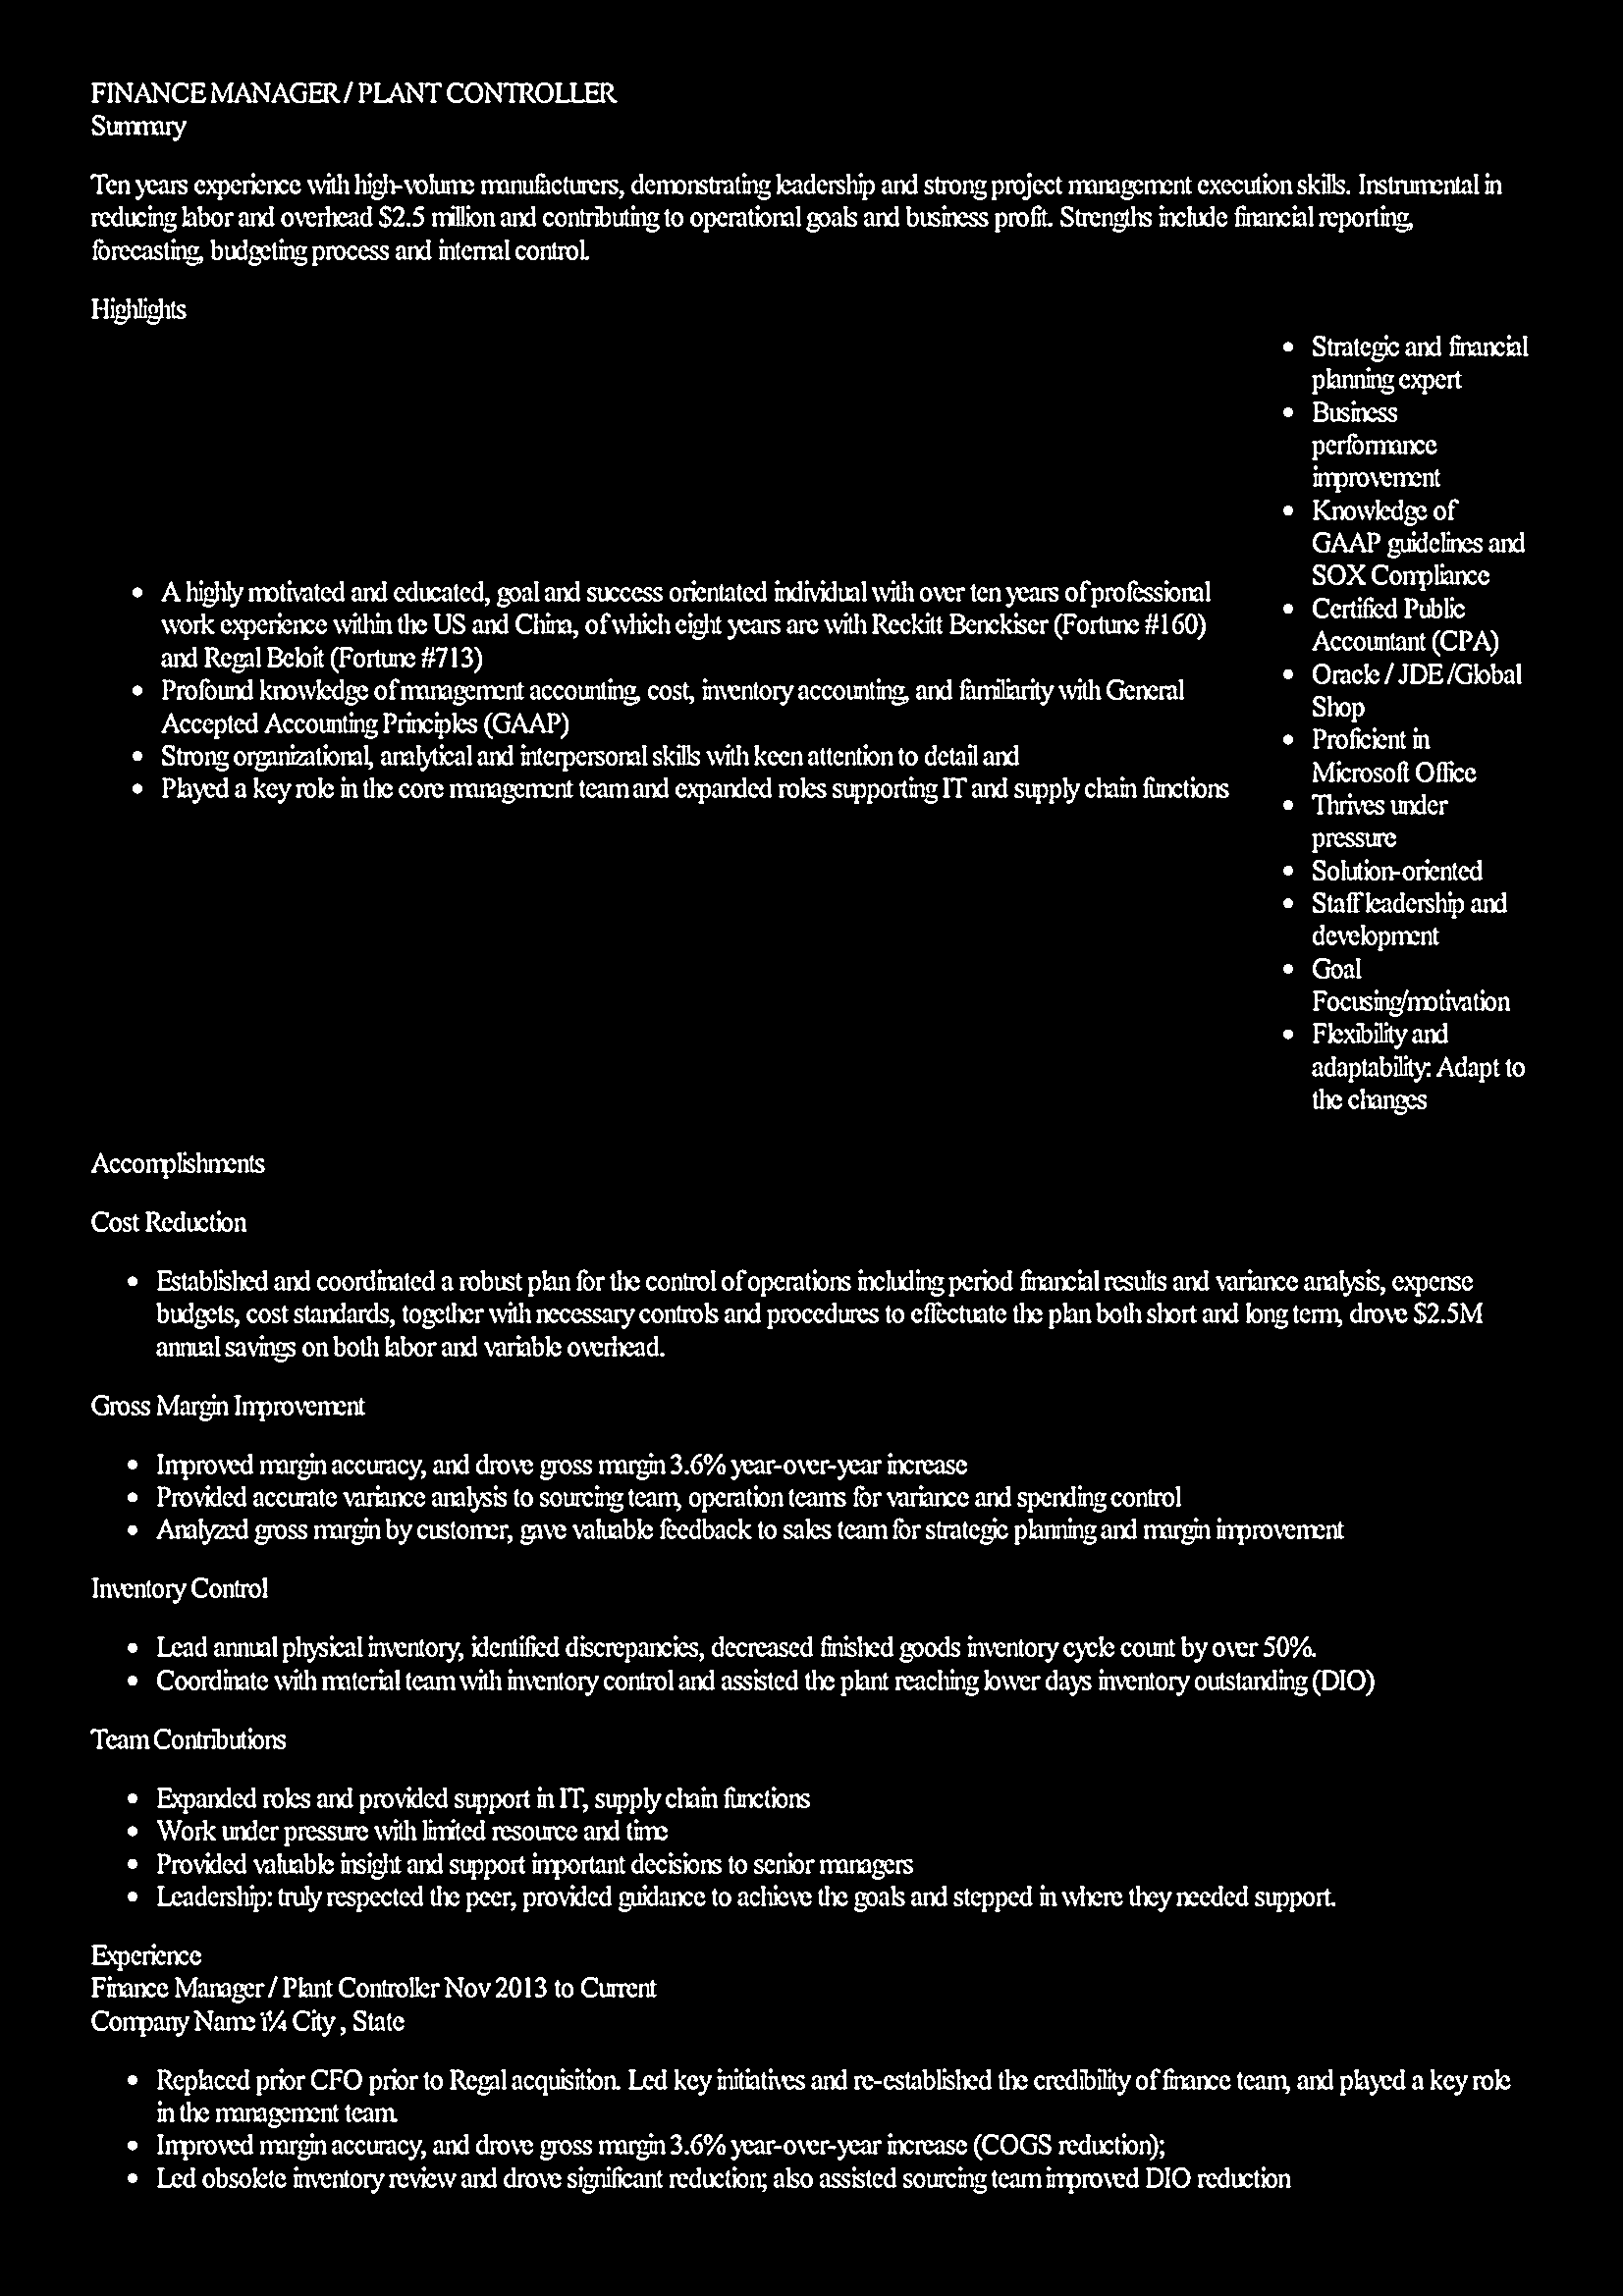 FINANCE MANAGER / PLANT CONTROLLER
Summary
Ten years experience with high-volume manufacturers, demonstrating leadership and strong project management execution skills. Instrumental in
reducing labor and overhead $2.5 million and contributing to operational goals and business profit. Strengths include financial reporting,
forecasting, budgeting process and internal control.
Highlights
• A highly motivated and educated, goal and success orientated individual with over ten years of professional
work experience within the US and China, of which eight years are with Reckitt Benckiser (Fortune #160)
and Regal Beloit (Fortune #713)
• Profound knowledge of management accounting, cost, inventory accounting, and familiarity with General
Accepted Accounting Principles (GAAP)
• Strong organizational, analytical and interpersonal skills with keen attention to detail and
• Played a key role in the core management team and expanded roles supporting IT and supply chain functions
• Strategic and financial
planning expert
• Business
performance
improvement
• Knowledge of
GAAP guidelines and
SOX Compliance
• Certified Public
Accountant (CPA)
• Oracle / JDE /Global
Shop
• Proficient in
Microsoft Office
• Thrives under
pressure
• Solution-oriented
• Staff leadership and
development
• Goal
Focusing/motivation
• Flexibility and
adaptability: Adapt to
the changes
Accomplishments
Cost Reduction
• Established and coordinated a robust plan for the control of operations including period financial results and variance analysis, expense
budgets, cost standards, together with necessary controls and procedures to effectuate the plan both short and long term, drove $2.5M
annual savings on both labor and variable overhead.
Gross Margin Improvement
• Improved margin accuracy, and drove gross margin 3.6% year-over-year increase
• Provided accurate variance analysis to sourcing team, operation teams for variance and spending control
• Analyzed gross margin by customer, gave valuable feedback to sales team for strategic planning and margin improvement
Inventory Control
• Lead annual physical inventory, identified discrepancies, decreased finished goods inventory cycle count by over 50%.
• Coordinate with material team with inventory control and assisted the plant reaching lower days inventory outstanding (DIO)
Team Contributions
• Expanded roles and provided support in IT, supply chain functions
• Work under pressure with limited resource and time
• Provided valuable insight and support important decisions to senior managers
• Leadership: truly respected the peer, provided guidance to achieve the goals and stepped in where they needed support.
Experience
Finance Manager / Plant Controller Nov 2013 to Current
Company Name ï¼ City , State
• Replaced prior CFO prior to Regal acquisition. Led key initiatives and re-established the credibility of finance team, and played a key role
in the management team.
• Improved margin accuracy, and drove gross margin 3.6% year-over-year increase (COGS reduction);
• Led obsolete inventory review and drove significant reduction; also assisted sourcing team improved DIO reduction